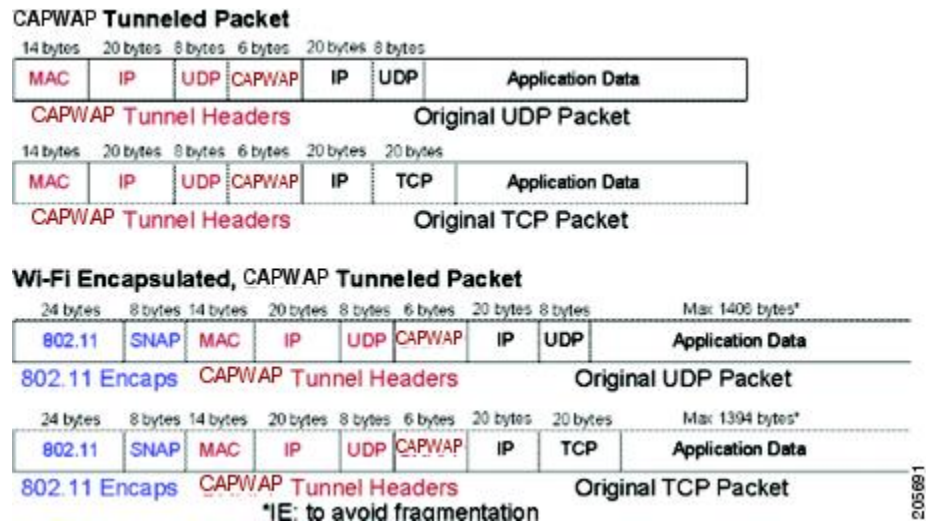 CAPWAP Tunneled Packet
14 bytes 20 bytes 8 bytes 6 bytes 20 bytes 8 bytes
MAC IP UDP CAPWAP IP UDP Application Data
CAPWAP Tunnel Headers Original UDP Packet
14 bytes 20 bytes 8 bytes 6 bytes 20 bytes 20 bytes
MAC IP UDP CAPWAP IP TCP Application Data
CAPWAP Tunnel Headers Original TCP Packet
Wi-Fi Encapsulated, CAPWAP Tunneled Packet
24 bytes 8 bytes 14 bytes 20 bytes 8 bytes 6 bytes 20 bytes 8 bytes Max 1406 bytes*
802.11 SNAP MAC IP UDP CAPWAP IP UDP Application Data
802.11 Encaps CAPWAP Tunnel Headers Original UDP Packet
24 bytes 8 bytes 14 bytes 20 bytes 8 bytes 6 bytes 20 bytes 20 bytes Max 1394 bytes*
802.11 SNAP MAC IP UDP CAPWAP IP TCP Application Data
802.11 Encaps CAPWAP Tunnel Headers Original TCP Packet
*IE: to avoid fragmentation
205691